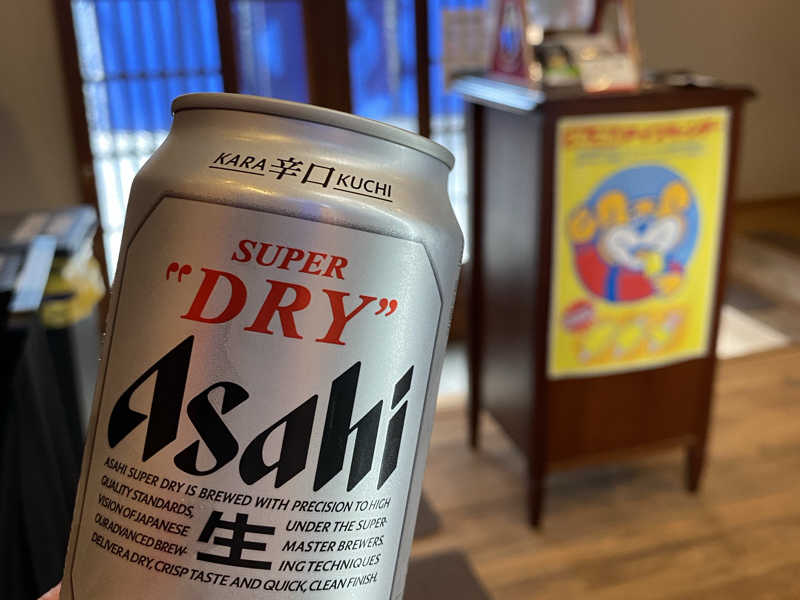 KARA 辛口 KUCHI
SUPER
"DRY"
Asahi
ASAHI SUPER DRY IS BREWED WITH PRECISION TO HIGH
QUALITY STANDARDS, UNDER THE SUPER-
VISION OF JAPANESE MASTER BREWERS.
OUR ADVANCED BREW- ING TECHNIQUES
生
DELIVER A DRY, CRISP TASTE AND QUICK, CLEAN FINISH.